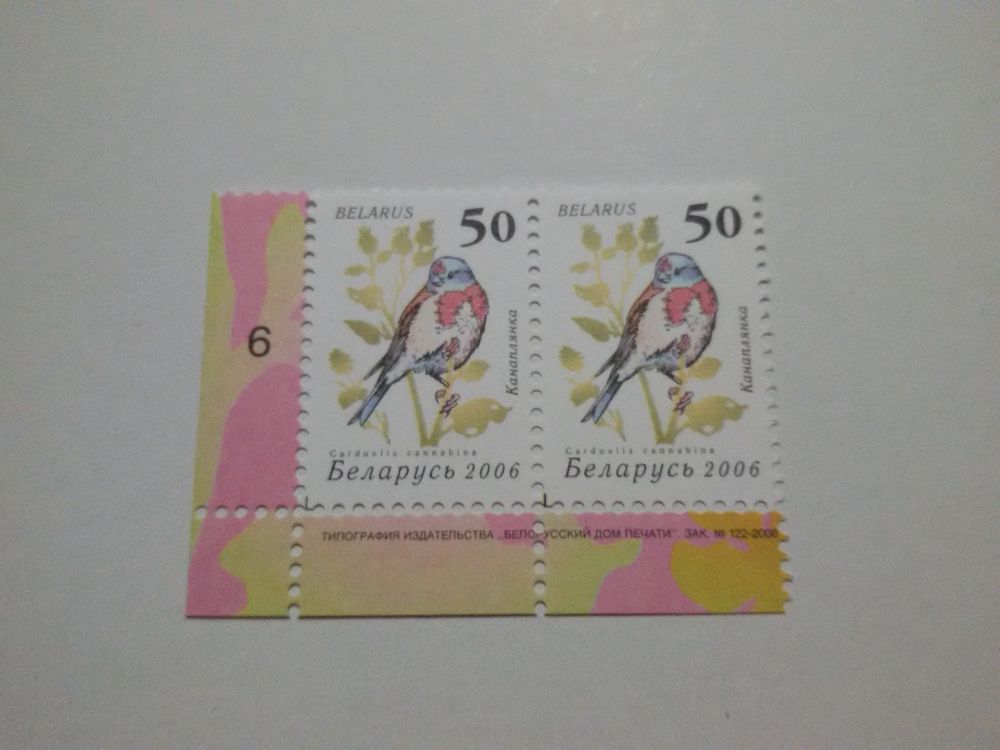 BELARUS 50
Канаплянка
Carduelis cannabina
Беларусь 2006
BELARUS 50
Канаплянка
Carduelis cannabina
Беларусь 2006
6
ТИПОГРАФИЯ ИЗДАТЕЛЬСТВА „БЕЛОРУССКИЙ ДОМ ПЕЧАТИ". ЗАК. № 122-2006